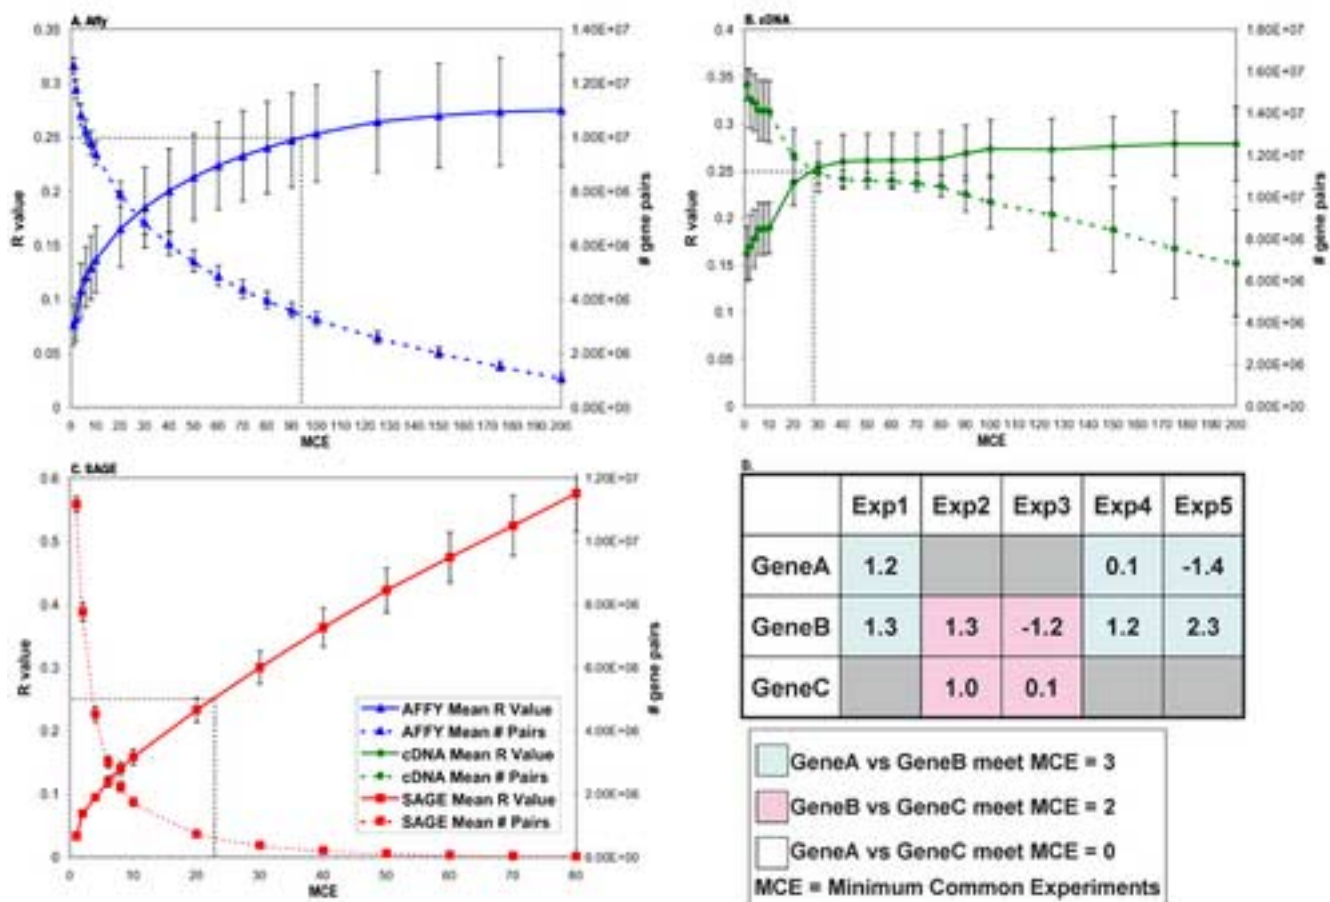 A. Affy
0.35
0.3
0.25
0.2
0.15
0.1
0.05
0
R value
1.40E+07
1.20E+07
1.00E+07
8.00E+06
6.00E+06
4.00E+06
2.00E+06
0.00E+00
# gene pairs
0 10 20 30 40 50 60 70 80 90 100 110 120 130 140 150 160 170 180 190 200
MCE
B. cDNA
0.4
0.35
0.3
0.25
0.2
0.15
0.1
0.05
0
R value
1.80E+07
1.60E+07
1.40E+07
1.20E+07
1.00E+07
8.00E+06
6.00E+06
4.00E+06
2.00E+06
0.00E+00
# gene pairs
0 10 20 30 40 50 60 70 80 90 100 110 120 130 140 150 160 170 180 190 200
MCE
C. SAGE
0.6
0.5
0.4
0.3
0.2
0.1
0
R value
1.20E+07
1.00E+07
8.00E+06
6.00E+06
4.00E+06
2.00E+06
0.00E+00
# gene pairs
0 10 20 30 40 50 60 70 80
MCE
AFFY Mean R Value
AFFY Mean # Pairs
cDNA Mean R Value
cDNA Mean # Pairs
SAGE Mean R Value
SAGE Mean # Pairs
D.
Exp1 Exp2 Exp3 Exp4 Exp5
GeneA 1.2 0.1 -1.4
GeneB 1.3 1.3 -1.2 1.2 2.3
GeneC 1.0 0.1
GeneA vs GeneB meet MCE = 3
GeneB vs GeneC meet MCE = 2
GeneA vs GeneC meet MCE = 0
MCE = Minimum Common Experiments